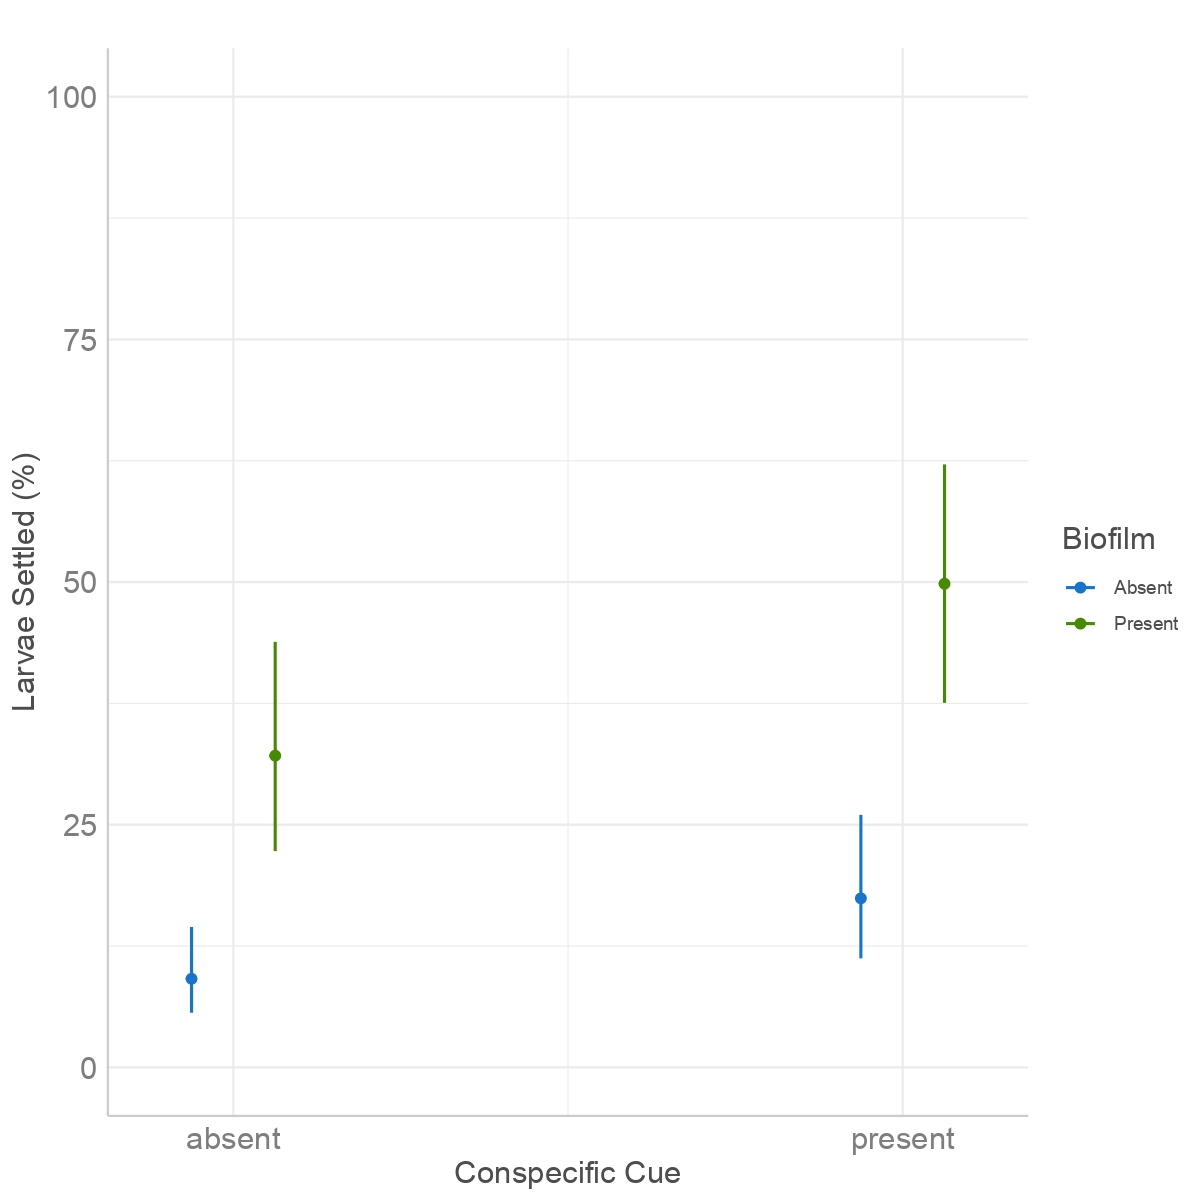 100
75
50
25
0
Larvae Settled (%)
absent
present
Conspecific Cue
Biofilm
Absent
Present